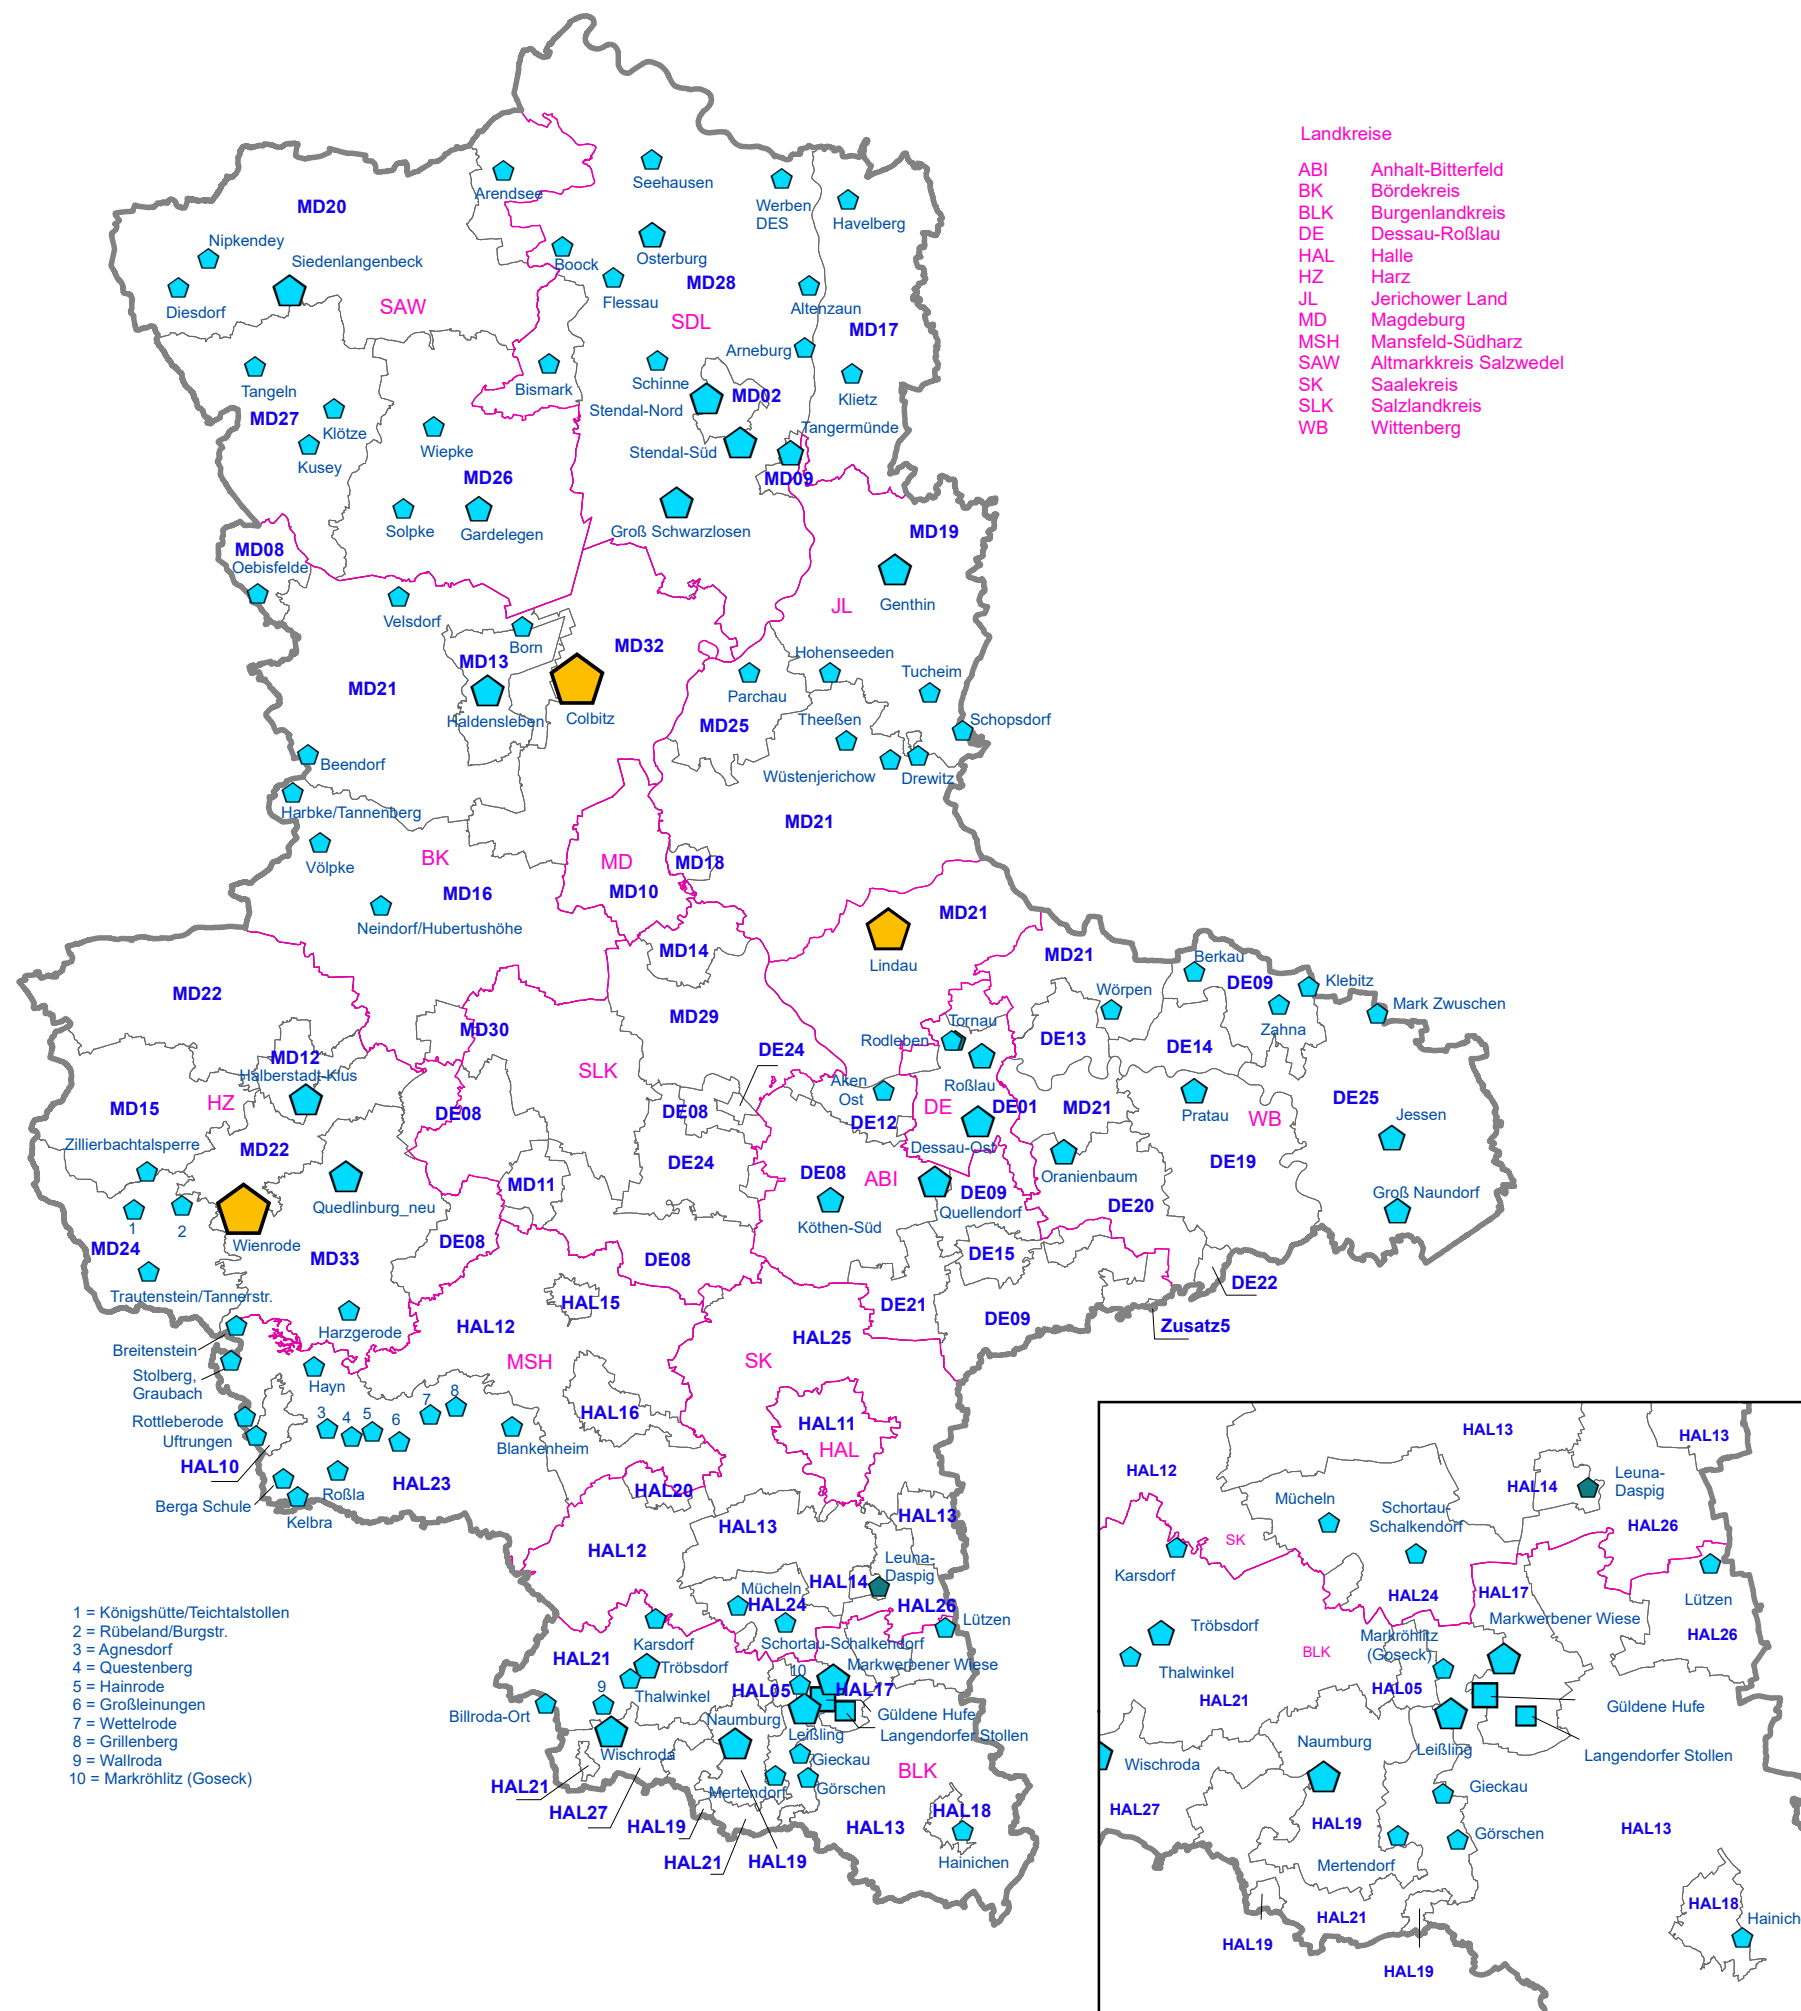 Landkreise
ABI Anhalt-Bitterfeld
BK Bördekreis
BLK Burgenlandkreis
DE Dessau-Roßlau
HAL Halle
HZ Harz
JL Jerichower Land
MD Magdeburg
MSH Mansfeld-Südharz
SAW Altmarkkreis Salzwedel
SK Saalekreis
SLK Salzlandkreis
WB Wittenberg
Arendsee
Seehausen
Werben
DES
Havelberg
MD20
Nipkendey
Siedenlangenbeck
Diesdorf
SAW
Boock
Osterburg
Flessau
MD28
SDL
Altenzaun
MD17
Arneburg
Tangeln
MD27
Klötze
Kusey
Bismark
Schinne
Stendal-Nord
MD02
Klietz
Tangermünde
Wiepke
MD26
Stendal-Süd
MD09
Solpke
Gardelegen
Groß Schwarzlosen
MD19
MD08
Oebisfelde
Genthin
JL
Velsdorf
Born
MD13
MD32
MD21
Haldensleben
Colbitz
Hohenseeden
Parchau
Tucheim
MD25
Theeßen
Schopsdorf
Wüstenjerichow
Drewitz
Beendorf
Harbke/Tannenberg
Völpke
MD21
BK
MD
MD18
MD16
MD10
Neindorf/Hubertushöhe
MD21
Lindau
MD14
MD21
Berkau
DE09
Klebitz
Mark Zwuschen
Wörpen
Zahna
MD22
MD30
MD29
Tornau
Rodleben
DE13
DE14
MD12
Halberstadt-Klus
SLK
DE24
Roßlau
Aken
Ost
MD15
HZ
DE08
DE08
DE12
DE
DE01
MD21
Pratau
WB
DE25
Jessen
Zillierbachtalsperre
MD22
Dessau-Ost
DE24
DE08
ABI
Oranienbaum
DE19
MD11
Quedlinburg_neu
1
2
Köthen-Süd
DE09
Quellendorf
DE20
Groß Naundorf
Wienrode
MD24
MD33
DE08
DE08
DE15
DE22
Trautenstein/Tannerstr.
HAL15
DE21
DE09
Zusatz5
Harzgerode
HAL12
HAL25
Breitenstein
Stolberg,
Graubach
Hayn
MSH
SK
Rottleberode
Uftrungen
3
4
5
6
7
8
HAL16
HAL11
HAL
Blankenheim
HAL10
Berga Schule
Roßla
HAL23
HAL20
Kelbra
HAL13
HAL13
HAL12
Leuna-
Daspig
HAL14
Mücheln
HAL24
HAL26
Lützen
Karsdorf
Schortau-Schalkendorf
HAL21
Tröbsdorf
Markwerbener Wiese
10
Thalwinkel
HAL05
HAL17
9
Billroda-Ort
Güldene Hufe
Naumburg
Leißling
Langendorfer Stollen
Wischroda
Gieckau
HAL21
Mertendorf
Görschen
BLK
HAL27
HAL19
HAL13
HAL18
HAL21
HAL19
Hainichen
1 = Königshütte/Teichtalstollen
2 = Rübeland/Burgstr.
3 = Agnesdorf
4 = Questenberg
5 = Hainrode
6 = Großleinungen
7 = Wettelrode
8 = Grillenberg
9 = Wallroda
10 = Markröhlitz (Goseck)
HAL13
HAL13
HAL12
HAL14
Leuna-
Daspig
Mücheln
Schortau-
Schalkendorf
HAL26
SK
Karsdorf
HAL24
HAL17
Lützen
Markwerbener Wiese
Tröbsdorf
BLK
Markröhlitz
(Goseck)
HAL26
Thalwinkel
HAL21
HAL05
Güldene Hufe
Naumburg
Leißling
Langendorfer Stollen
Wischroda
Gieckau
HAL27
HAL19
Görschen
HAL13
Mertendorf
HAL21
HAL18
Hainich
HAL19
HAL19